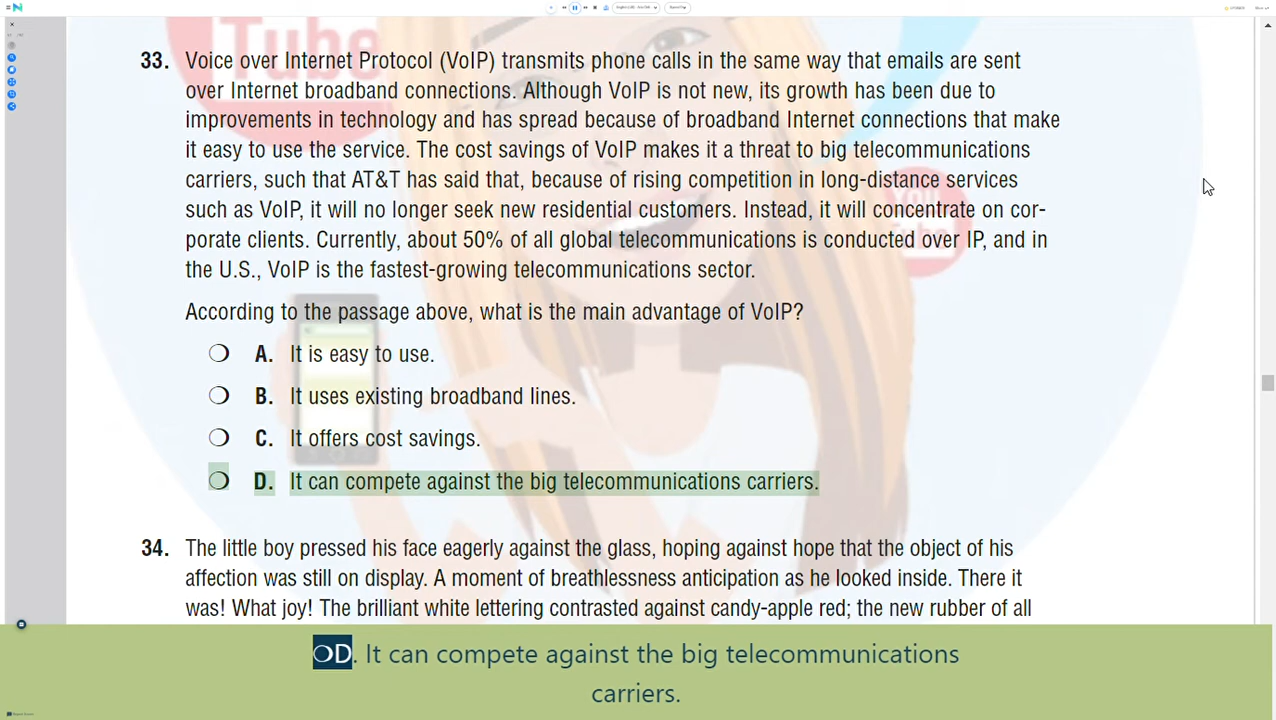 33. Voice over Internet Protocol (VoIP) transmits phone calls in the same way that emails are sent
over Internet broadband connections. Although VoIP is not new, its growth has been due to
improvements in technology and has spread because of broadband Internet connections that make
it easy to use the service. The cost savings of VoIP makes it a threat to big telecommunications
carriers, such that AT&T has said that, because of rising competition in long-distance services
such as VoIP, it will no longer seek new residential customers. Instead, it will concentrate on cor-
porate clients. Currently, about 50% of all global telecommunications is conducted over IP, and in
the U.S., VoIP is the fastest-growing telecommunications sector.
According to the passage above, what is the main advantage of VoIP?
A. It is easy to use.
B. It uses existing broadband lines.
C. It offers cost savings.
D. It can compete against the big telecommunications carriers.
34. The little boy pressed his face eagerly against the glass, hoping against hope that the object of his
affection was still on display. A moment of breathlessness anticipation as he looked inside. There it
was! What joy! The brilliant white lettering contrasted against candy-apple red; the new rubber of all
❍D. It can compete against the big telecommunications
carriers.
Tube
You
Tube